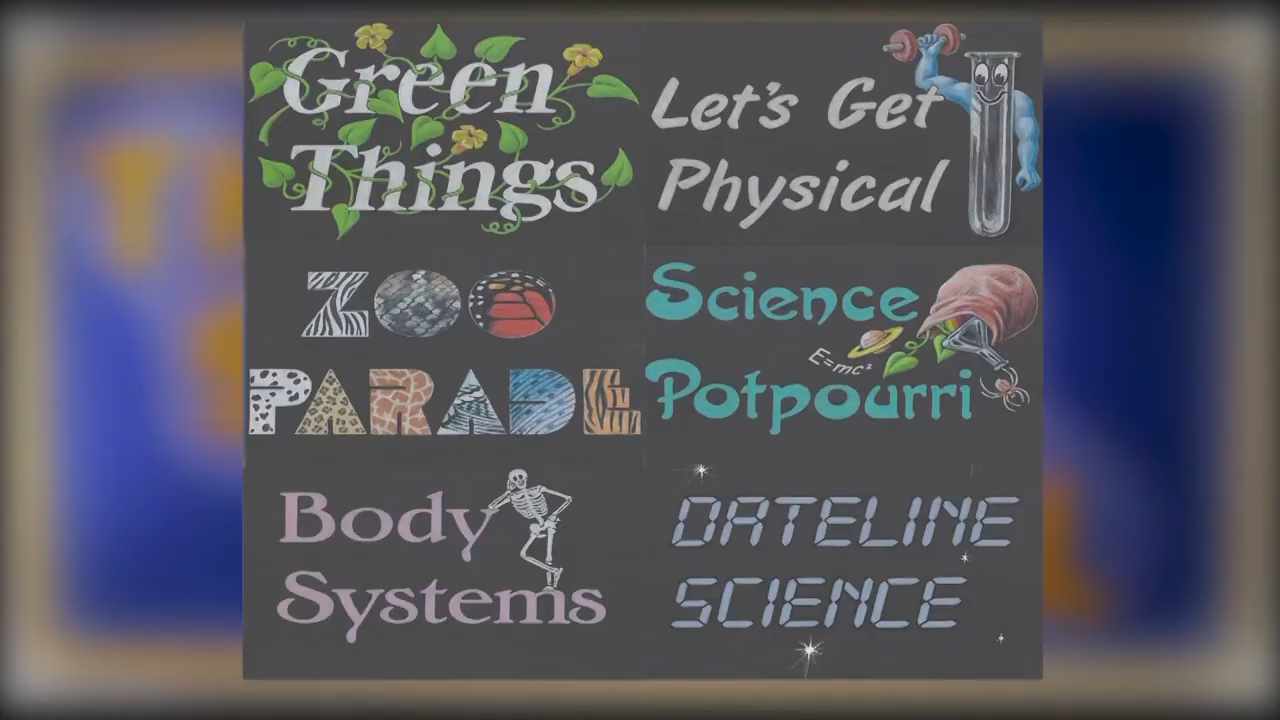 Green
Things
Let's Get
Physical
ZOO
PARADE
Science
E=mc²
Potpourri
Body
Systems
DATELINE
SCIENCE